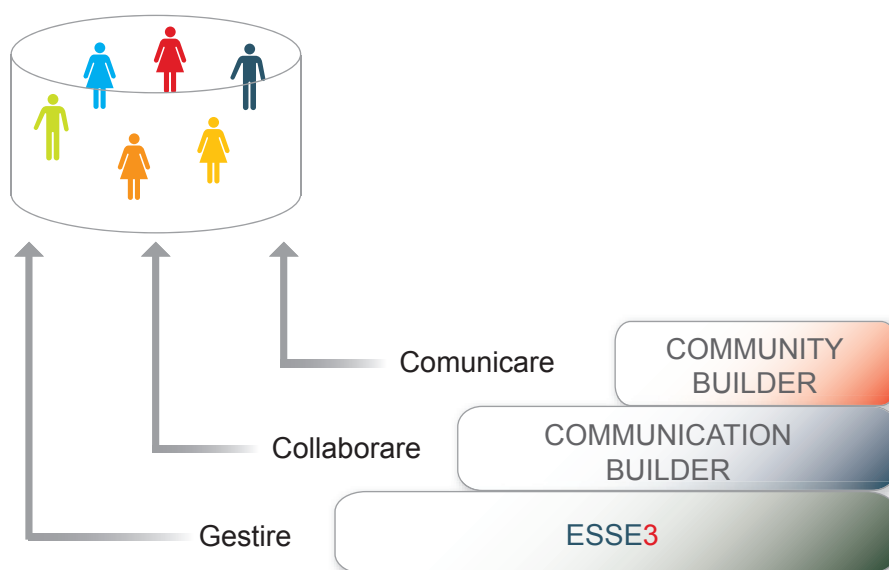 Comunicare
COMMUNITY
BUILDER
Collaborare
COMMUNICATION
BUILDER
Gestire
ESSE3